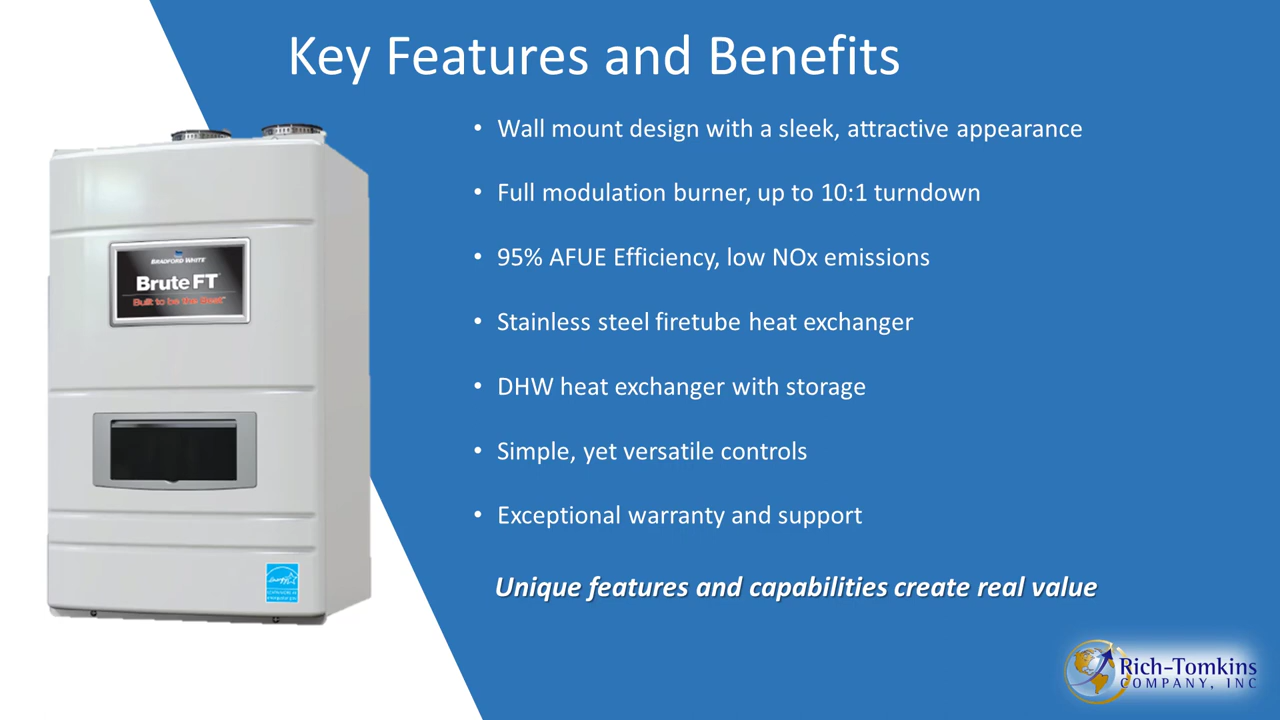 Key Features and Benefits
• Wall mount design with a sleek, attractive appearance
• Full modulation burner, up to 10:1 turndown
• 95% AFUE Efficiency, low NOx emissions
• Stainless steel firetube heat exchanger
• DHW heat exchanger with storage
• Simple, yet versatile controls
• Exceptional warranty and support
Unique features and capabilities create real value
BRADFORD WHITE
Brute FT™
Built to be the Best™
Rich-Tomkins
COMPANY, INC